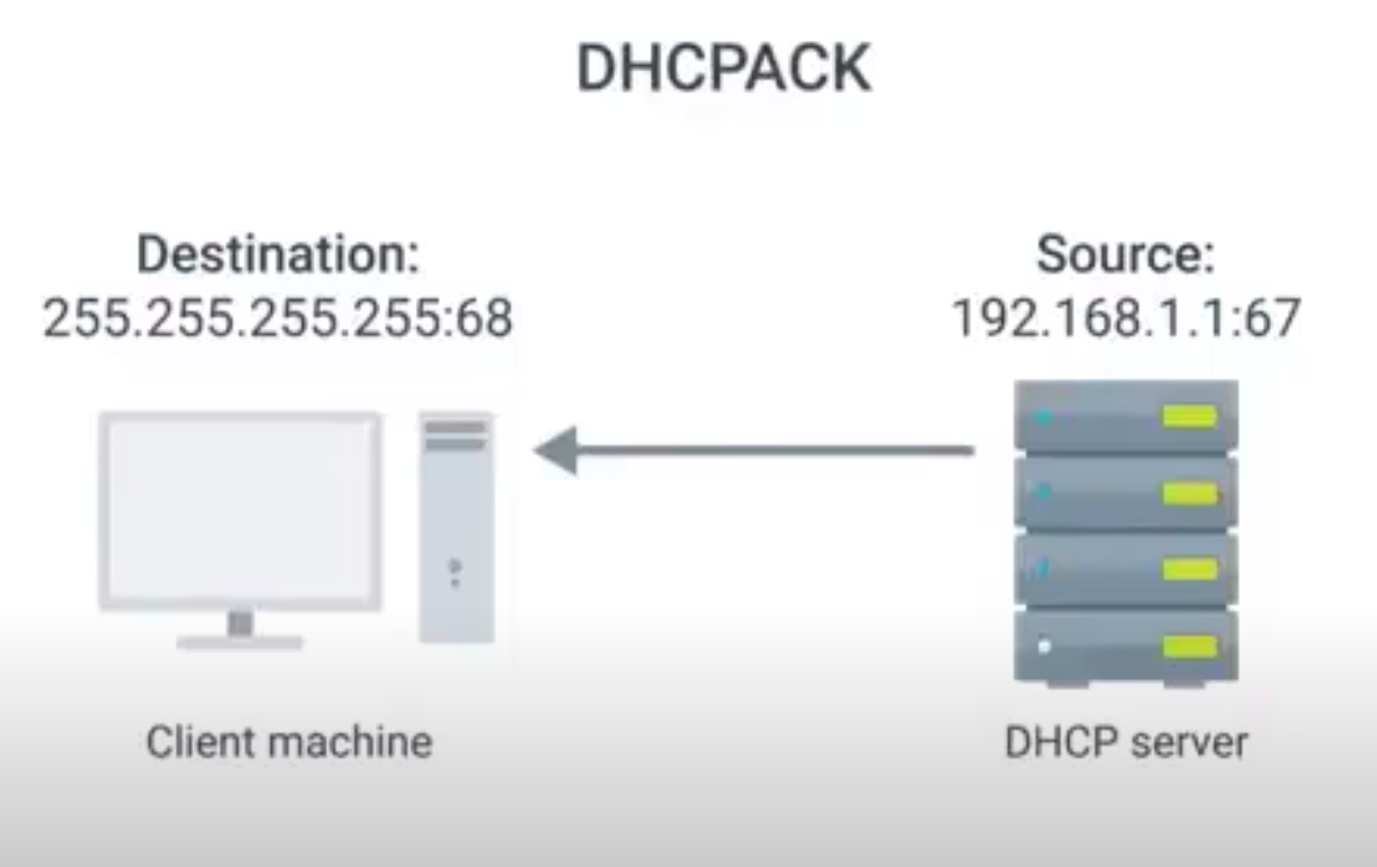 DHCPACK
Destination:
255.255.255.255:68
Source:
192.168.1.1:67
Client machine
DHCP server